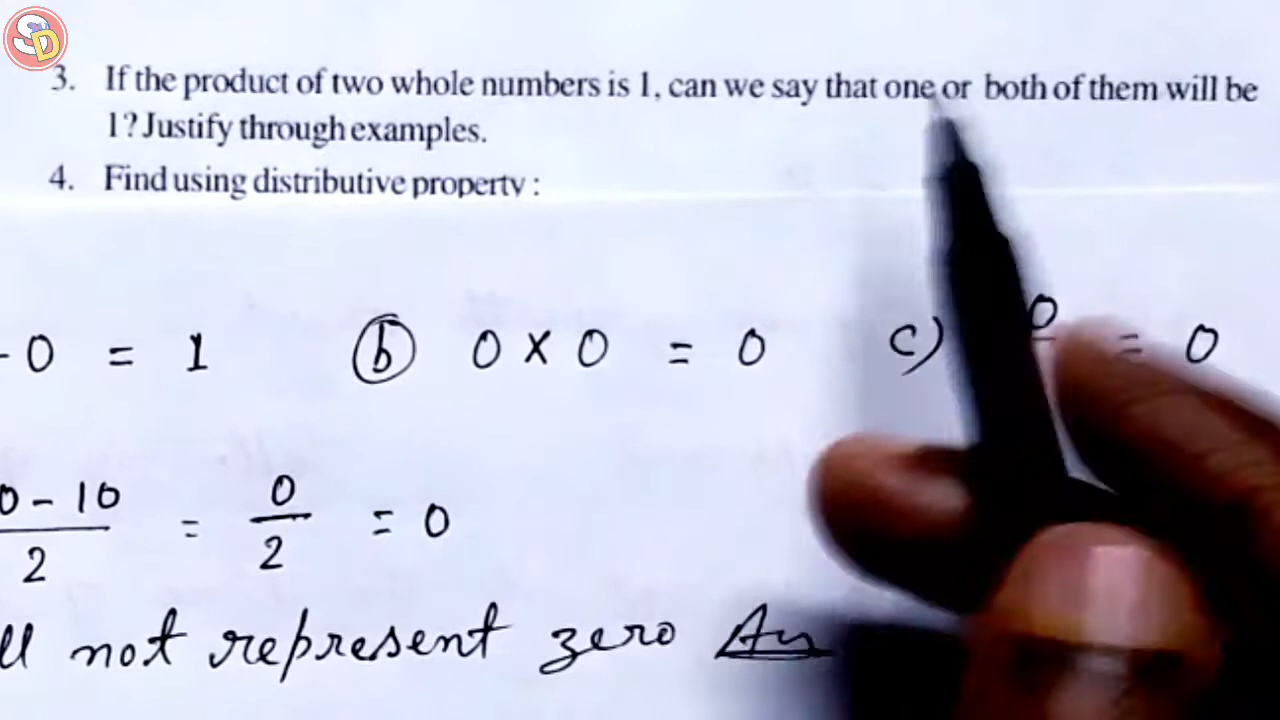 SD
3. If the product of two whole numbers is 1, can we say that one or both of them will be
1? Justify through examples.
4. Find using distributive property :
- 0 = 1 (b) 0 × 0 = 0 c) = 0
0 - 10 / 2 = 0 / 2 = 0
not represent zero Ans